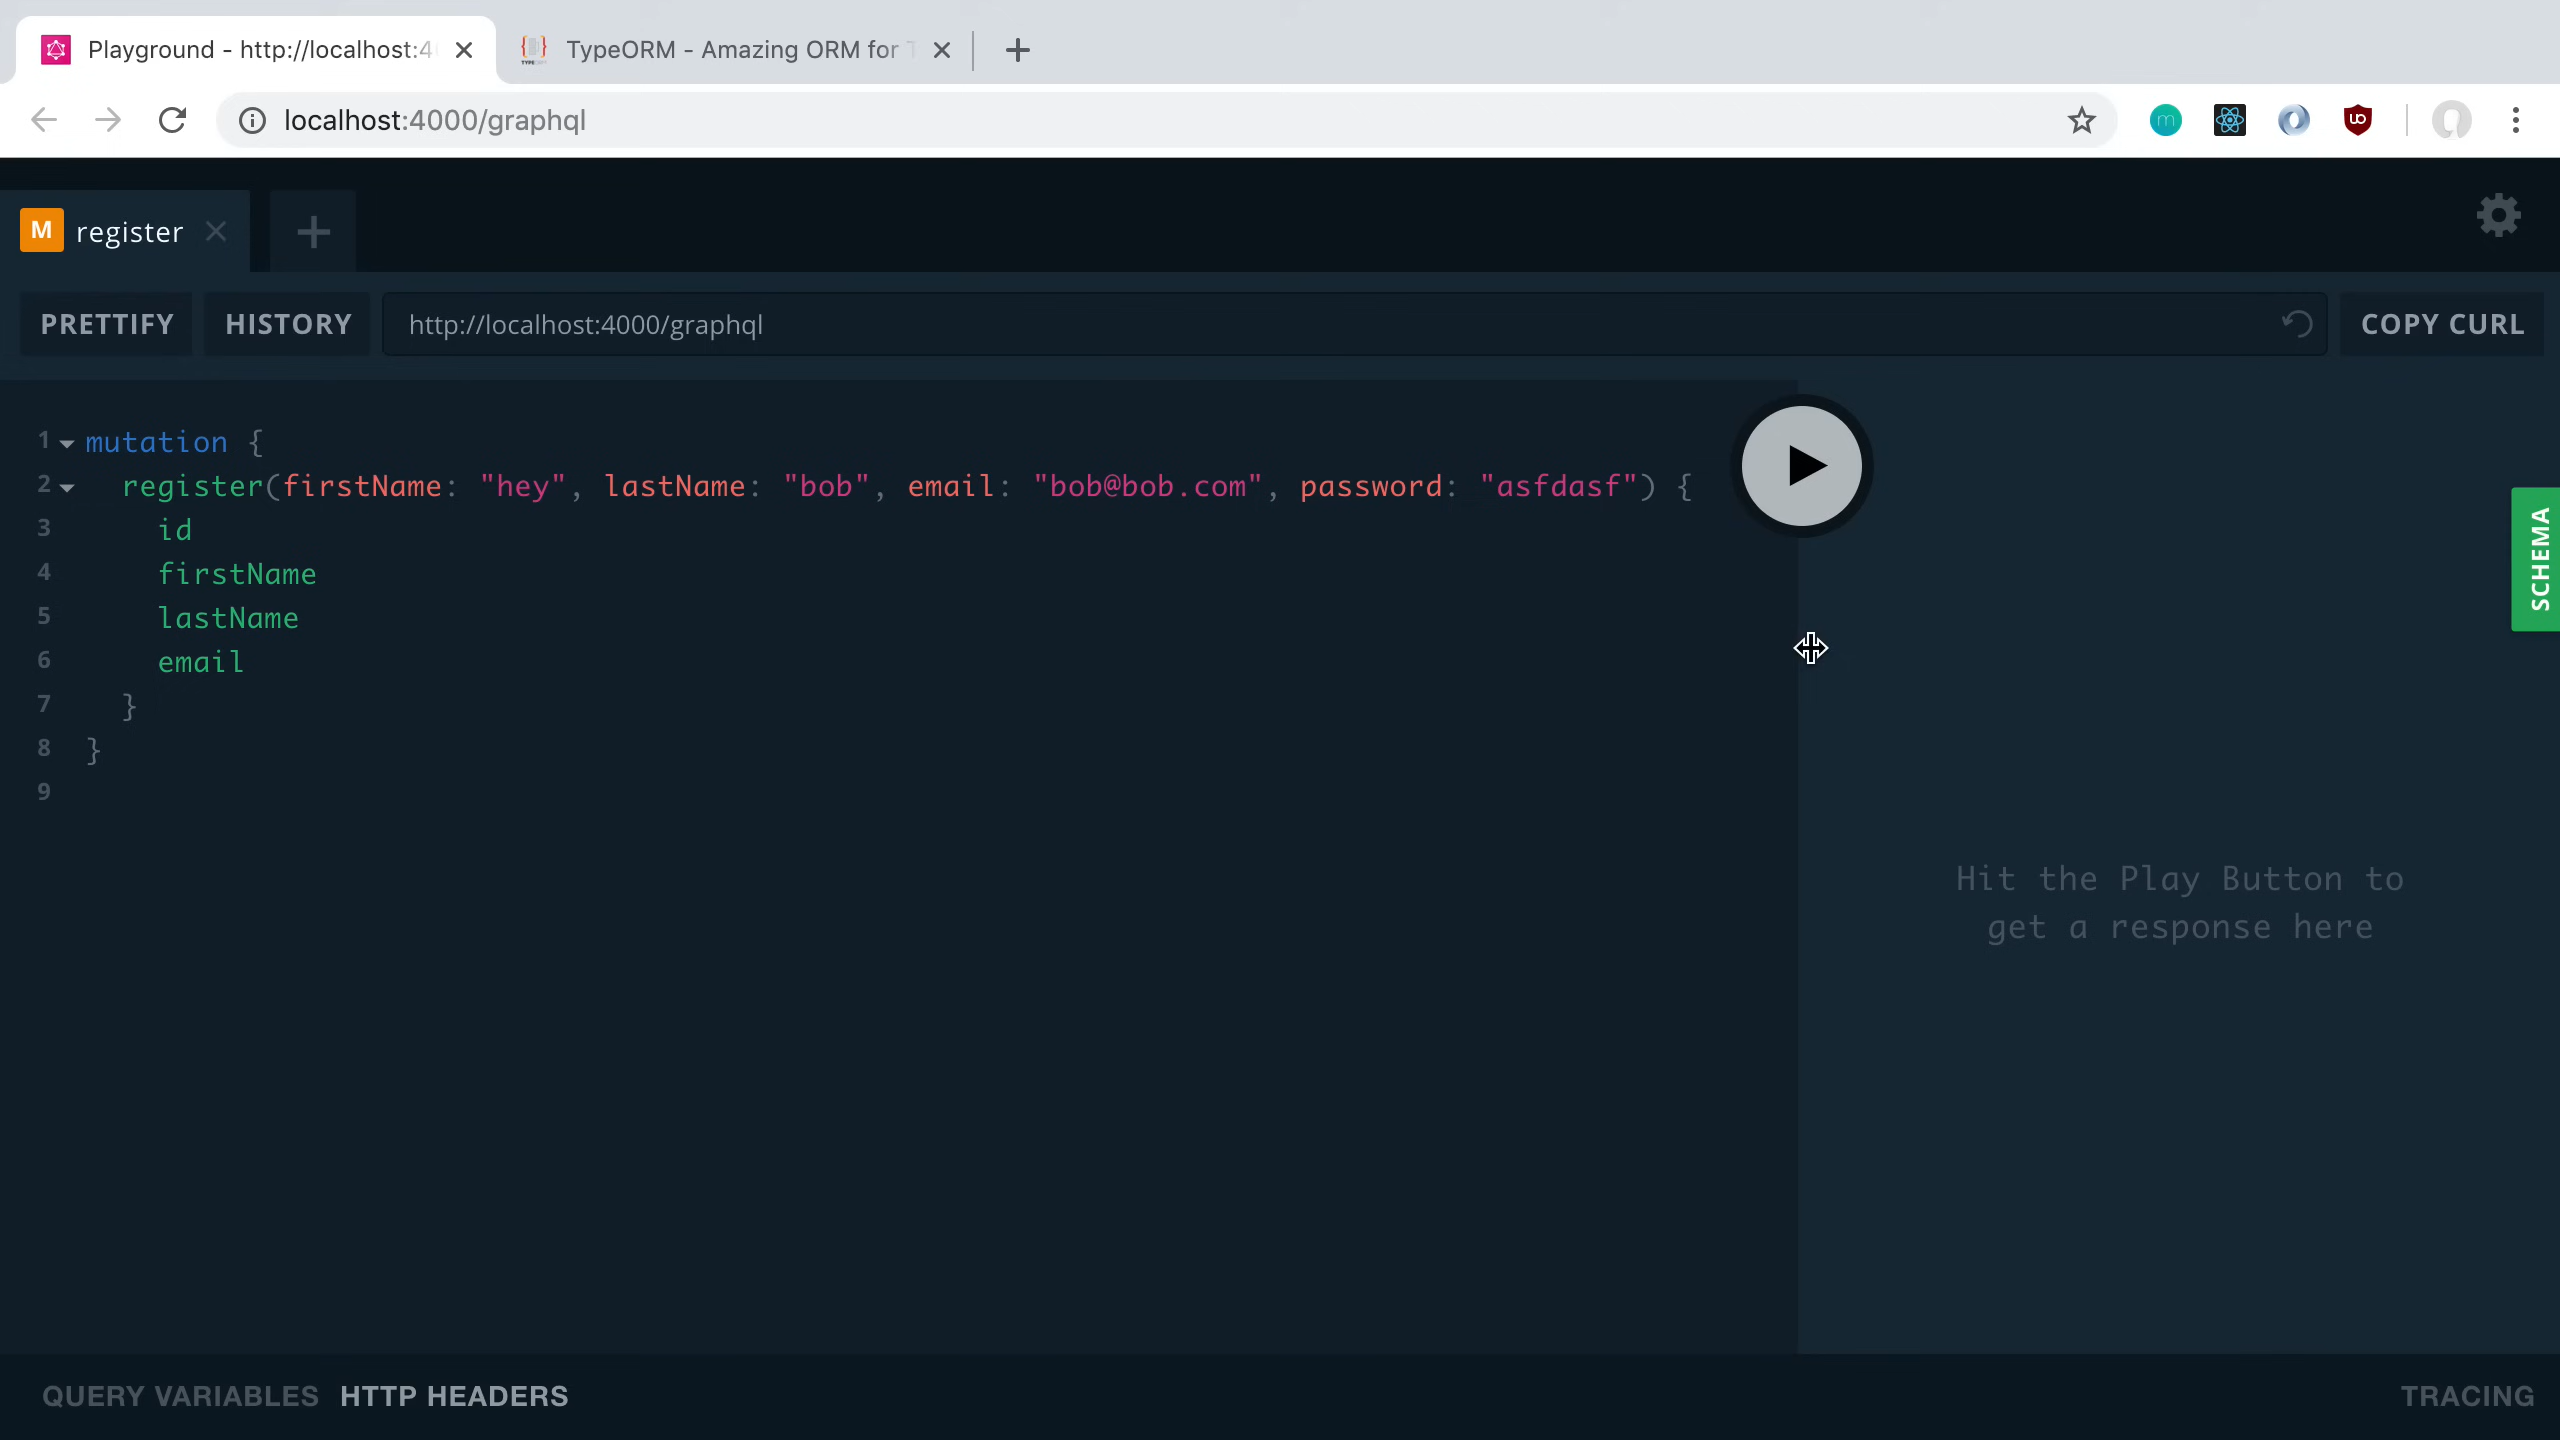 Playground - http://localhost:4
TypeORM - Amazing ORM for T
localhost:4000/graphql
M register
PRETTIFY
HISTORY
http://localhost:4000/graphql
COPY CURL
1 mutation {
2 register(firstName: "hey", lastName: "bob", email: "bob@bob.com", password: "asfdasf") {
3 id
4 firstName
5 lastName
6 email
7 }
8 }
9
SCHEMA
Hit the Play Button to
get a response here
QUERY VARIABLES
HTTP HEADERS
TRACING